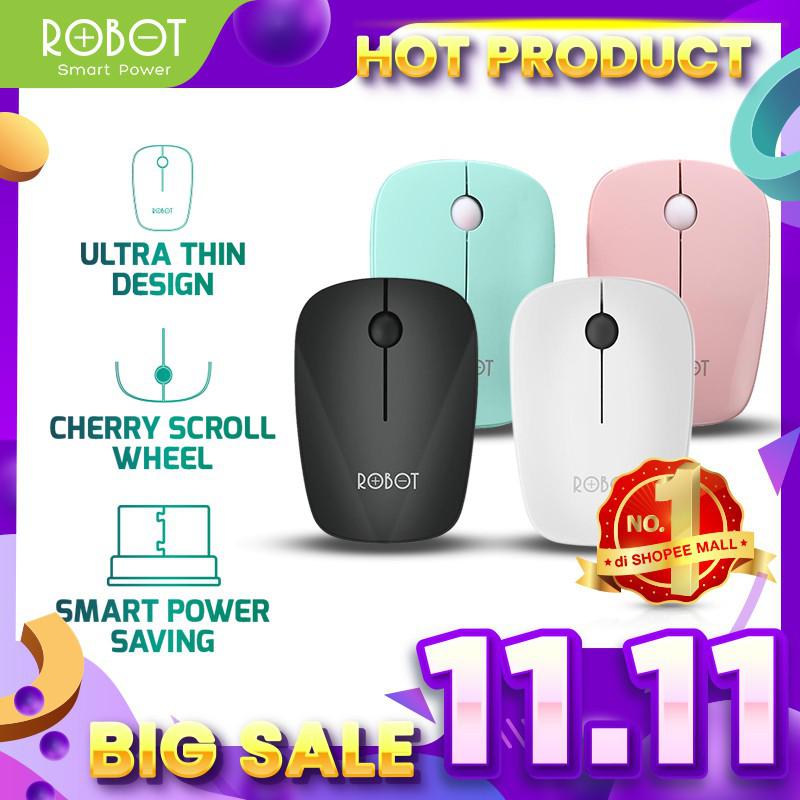 ROBOT
Smart Power
HOT PRODUCT
ROBOT
ULTRA THIN
DESIGN
CHERRY SCROLL
WHEEL
SMART POWER
SAVING
ROBOT
NO.1
di SHOPEE MALL
BIG SALE
11.11